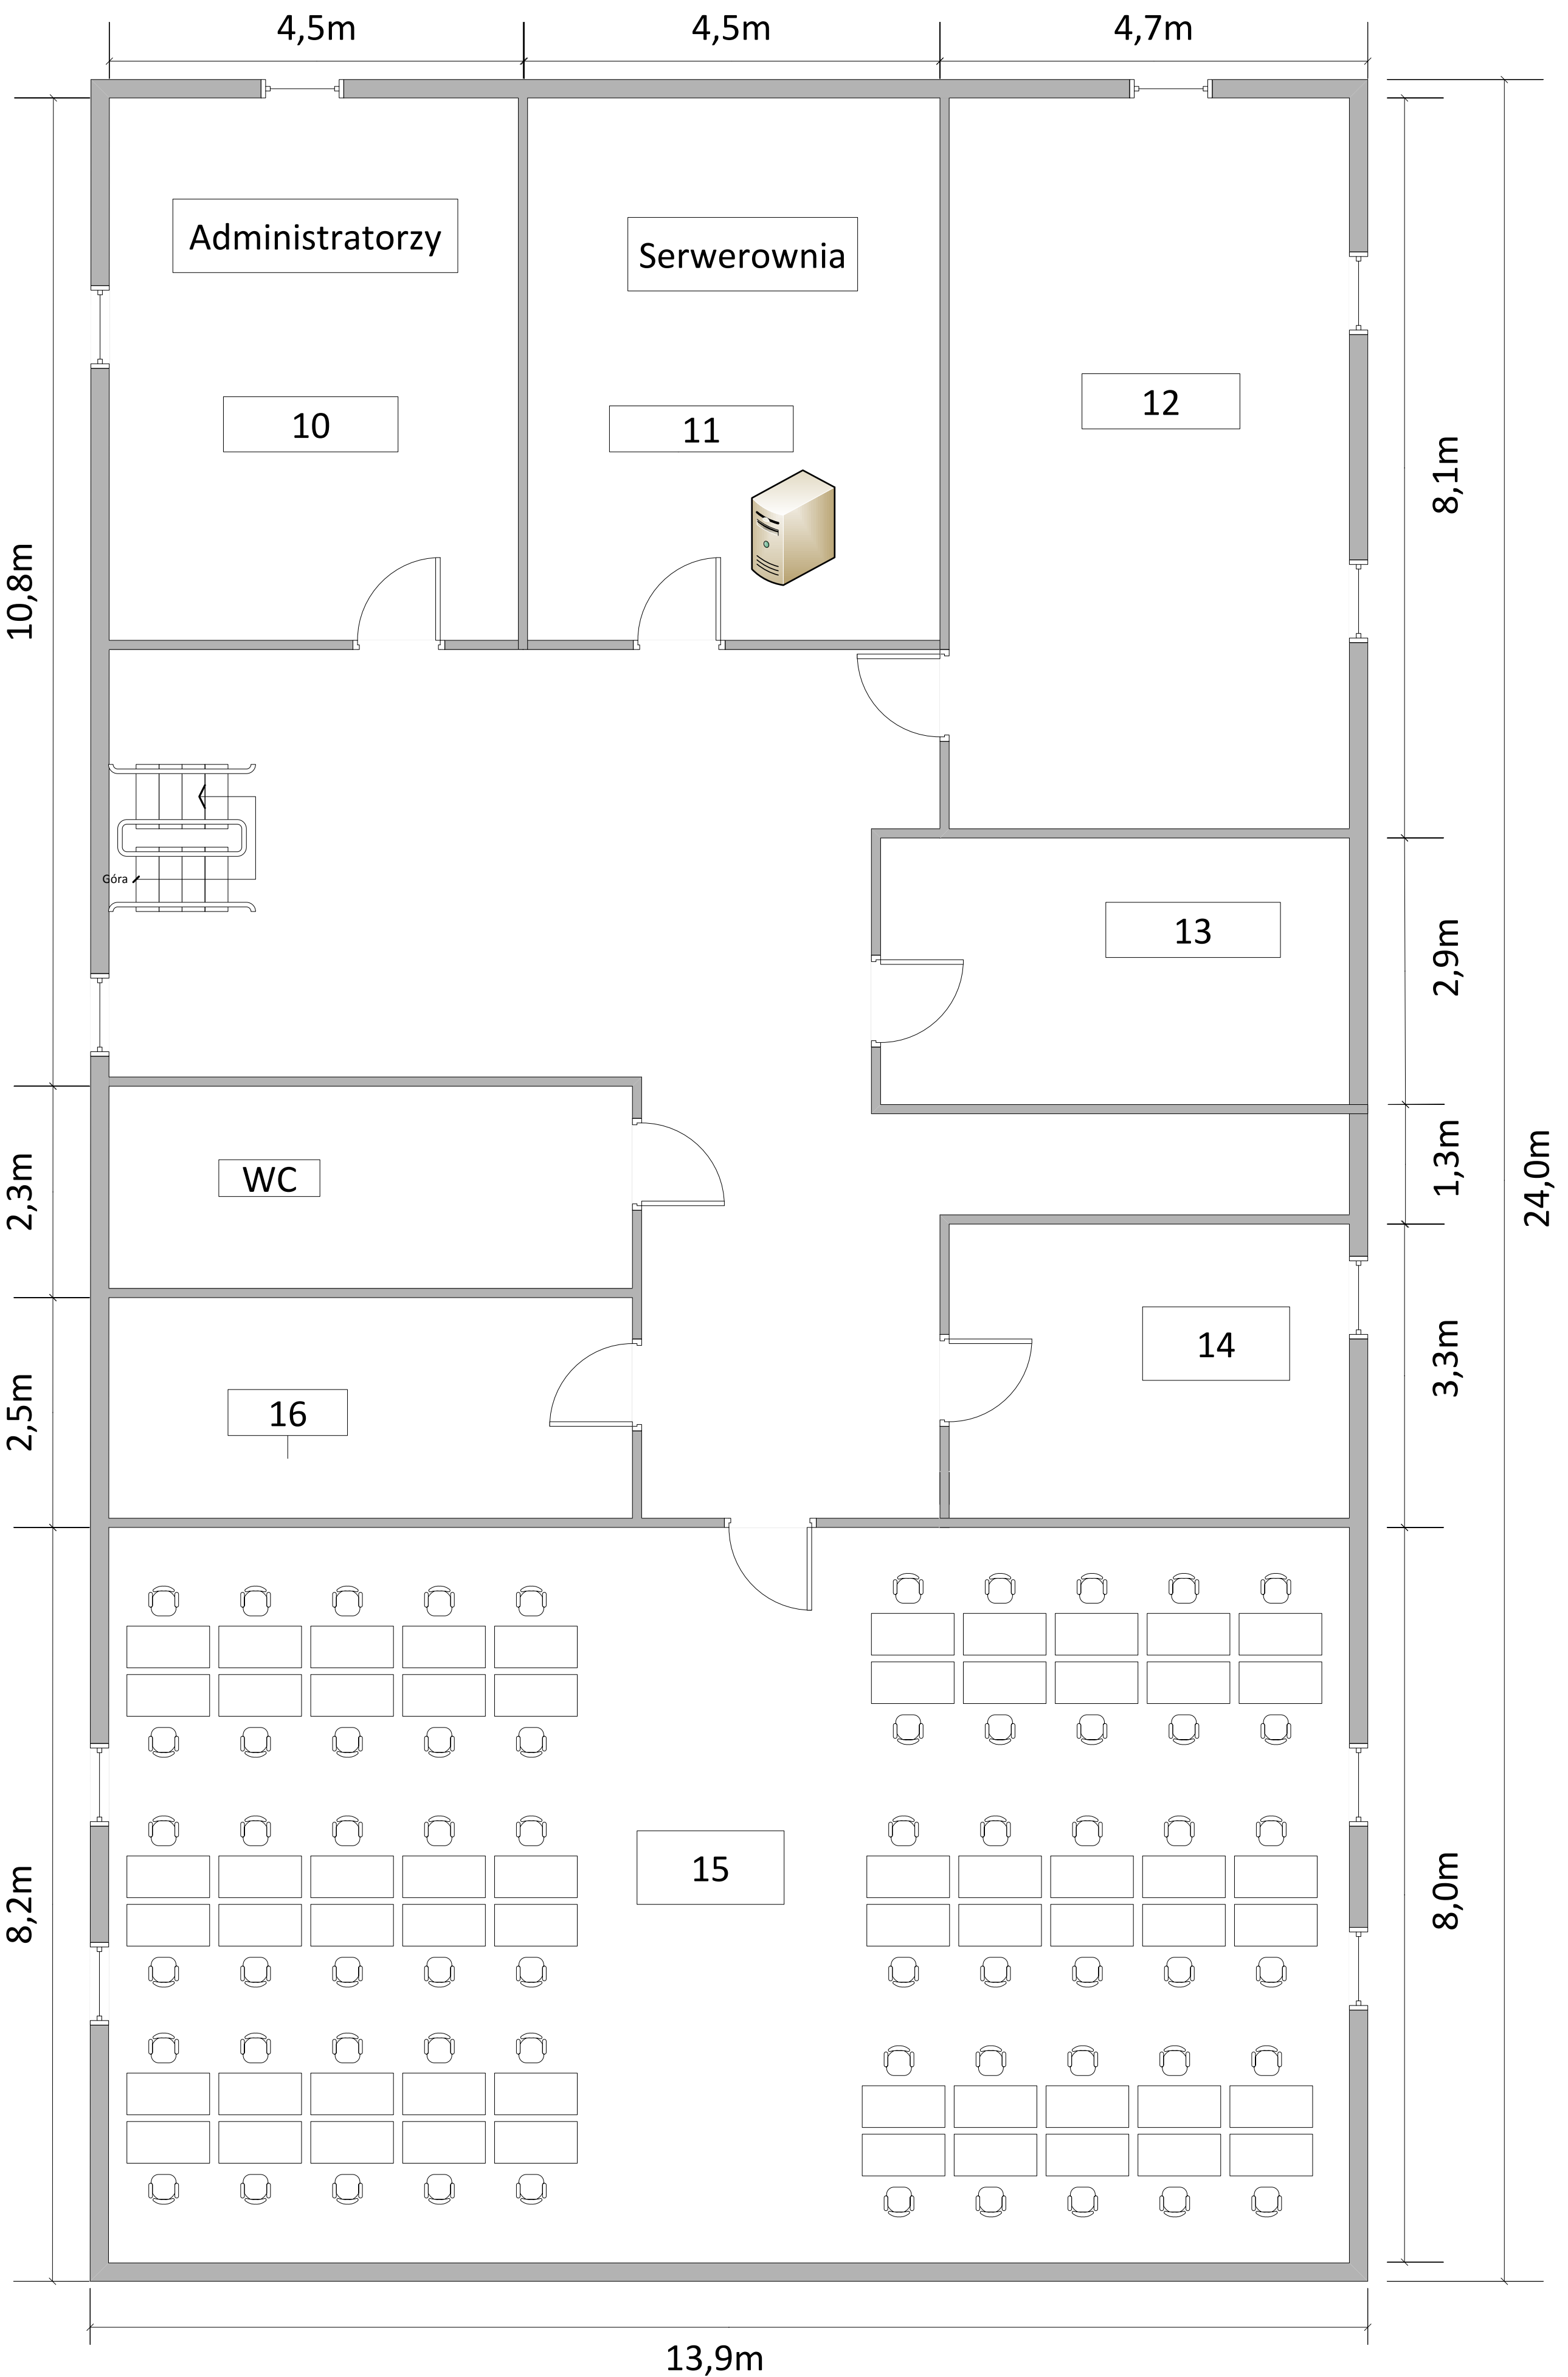 4,5m
4,5m
4,7m
Administratorzy
Serwerownia
10
11
12
10,8m
8,1m
Góra
13
2,9m
WC
2,3m
1,3m
24,0m
14
3,3m
16
2,5m
15
8,2m
8,0m
13,9m